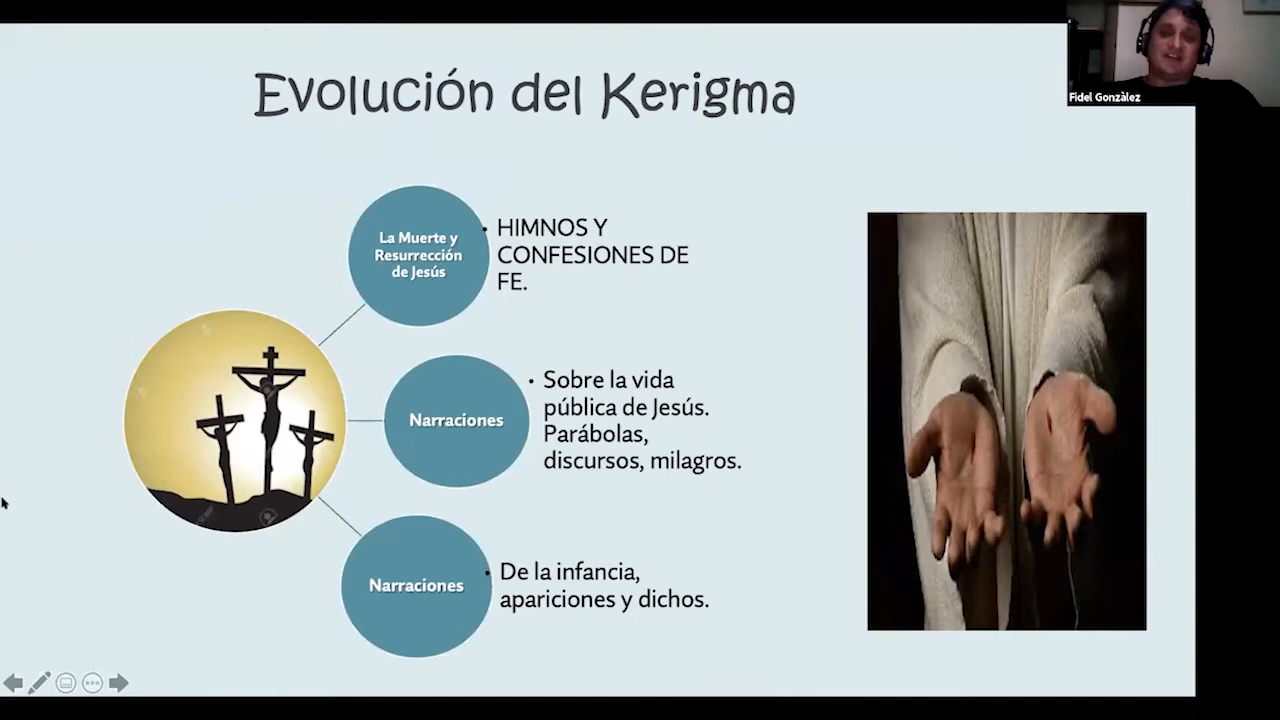 Evolución del Kerigma
Fidel Gonzàlez
La Muerte y
Resurrección
de Jesús
• HIMNOS Y
CONFESIONES DE
FE.
Narraciones
• Sobre la vida
pública de Jesús.
Parábolas,
discursos, milagros.
Narraciones
• De la infancia,
apariciones y dichos.